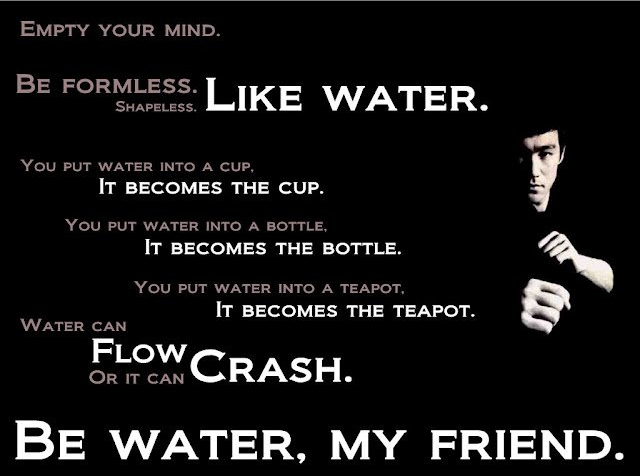 Empty your mind.
Be formless.
Shapeless. Like water.
You put water into a cup,
It becomes the cup.
You put water into a bottle,
It becomes the bottle.
You put water into a teapot,
It becomes the teapot.
Water can
Flow
Or it can Crash.
Be water, my friend.